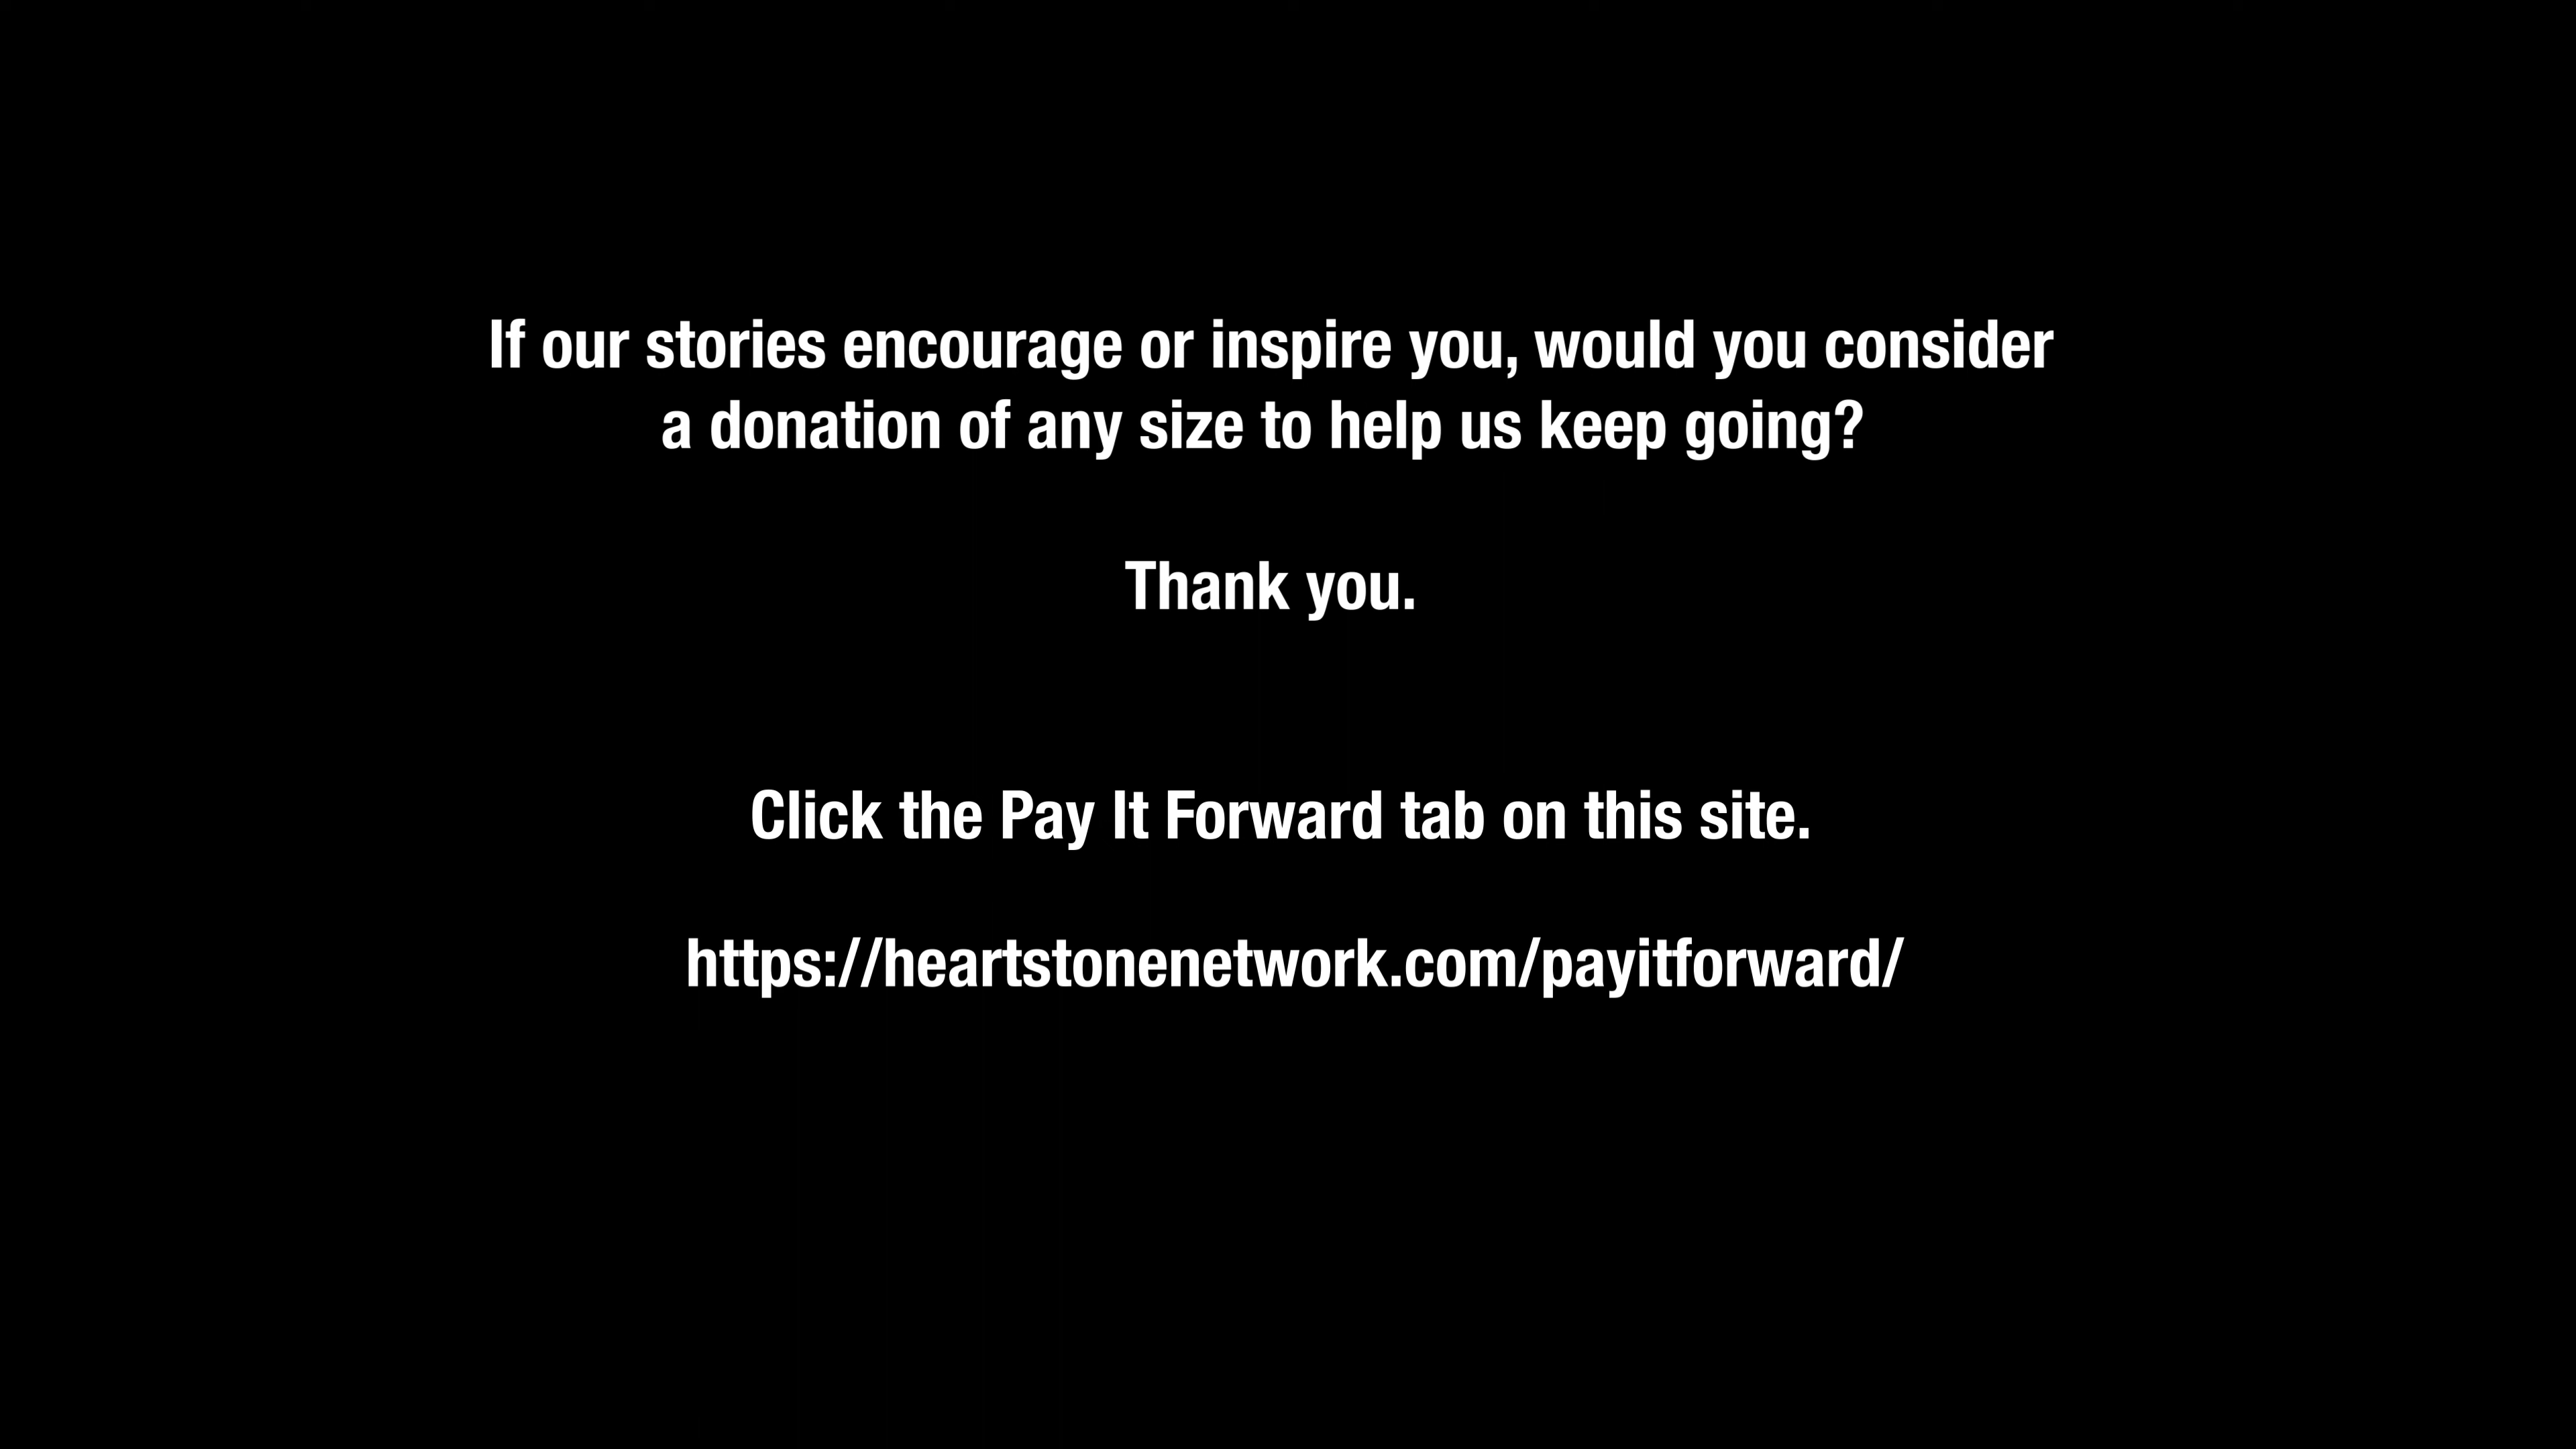 If our stories encourage or inspire you, would you consider
a donation of any size to help us keep going?
Thank you.
Click the Pay It Forward tab on this site.
https://heartstonenetwork.com/payitforward/